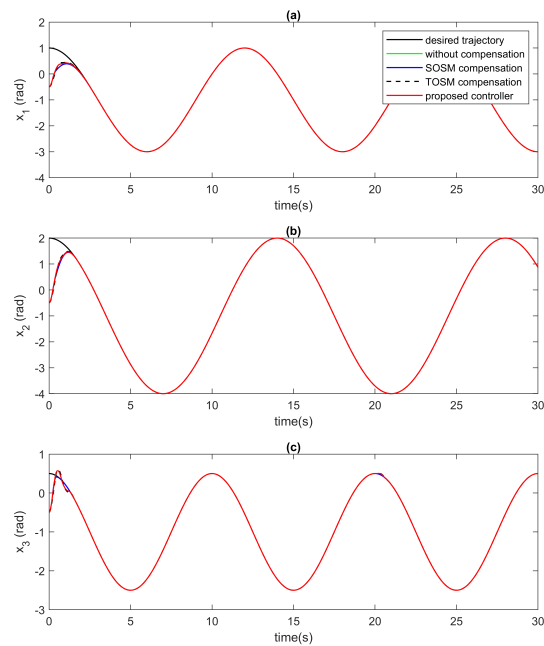 (a)
1
0
-1
-2
-3
-4
x1 (rad)
desired trajectory
without compensation
SOSM compensation
TOSM compensation
proposed controller
0 5 10 15 20 25 30
time(s)
(b)
2
1
0
-1
-2
-3
-4
x2 (rad)
0 5 10 15 20 25 30
time(s)
(c)
1
0
-1
-2
-3
x3 (rad)
0 5 10 15 20 25 30
time(s)